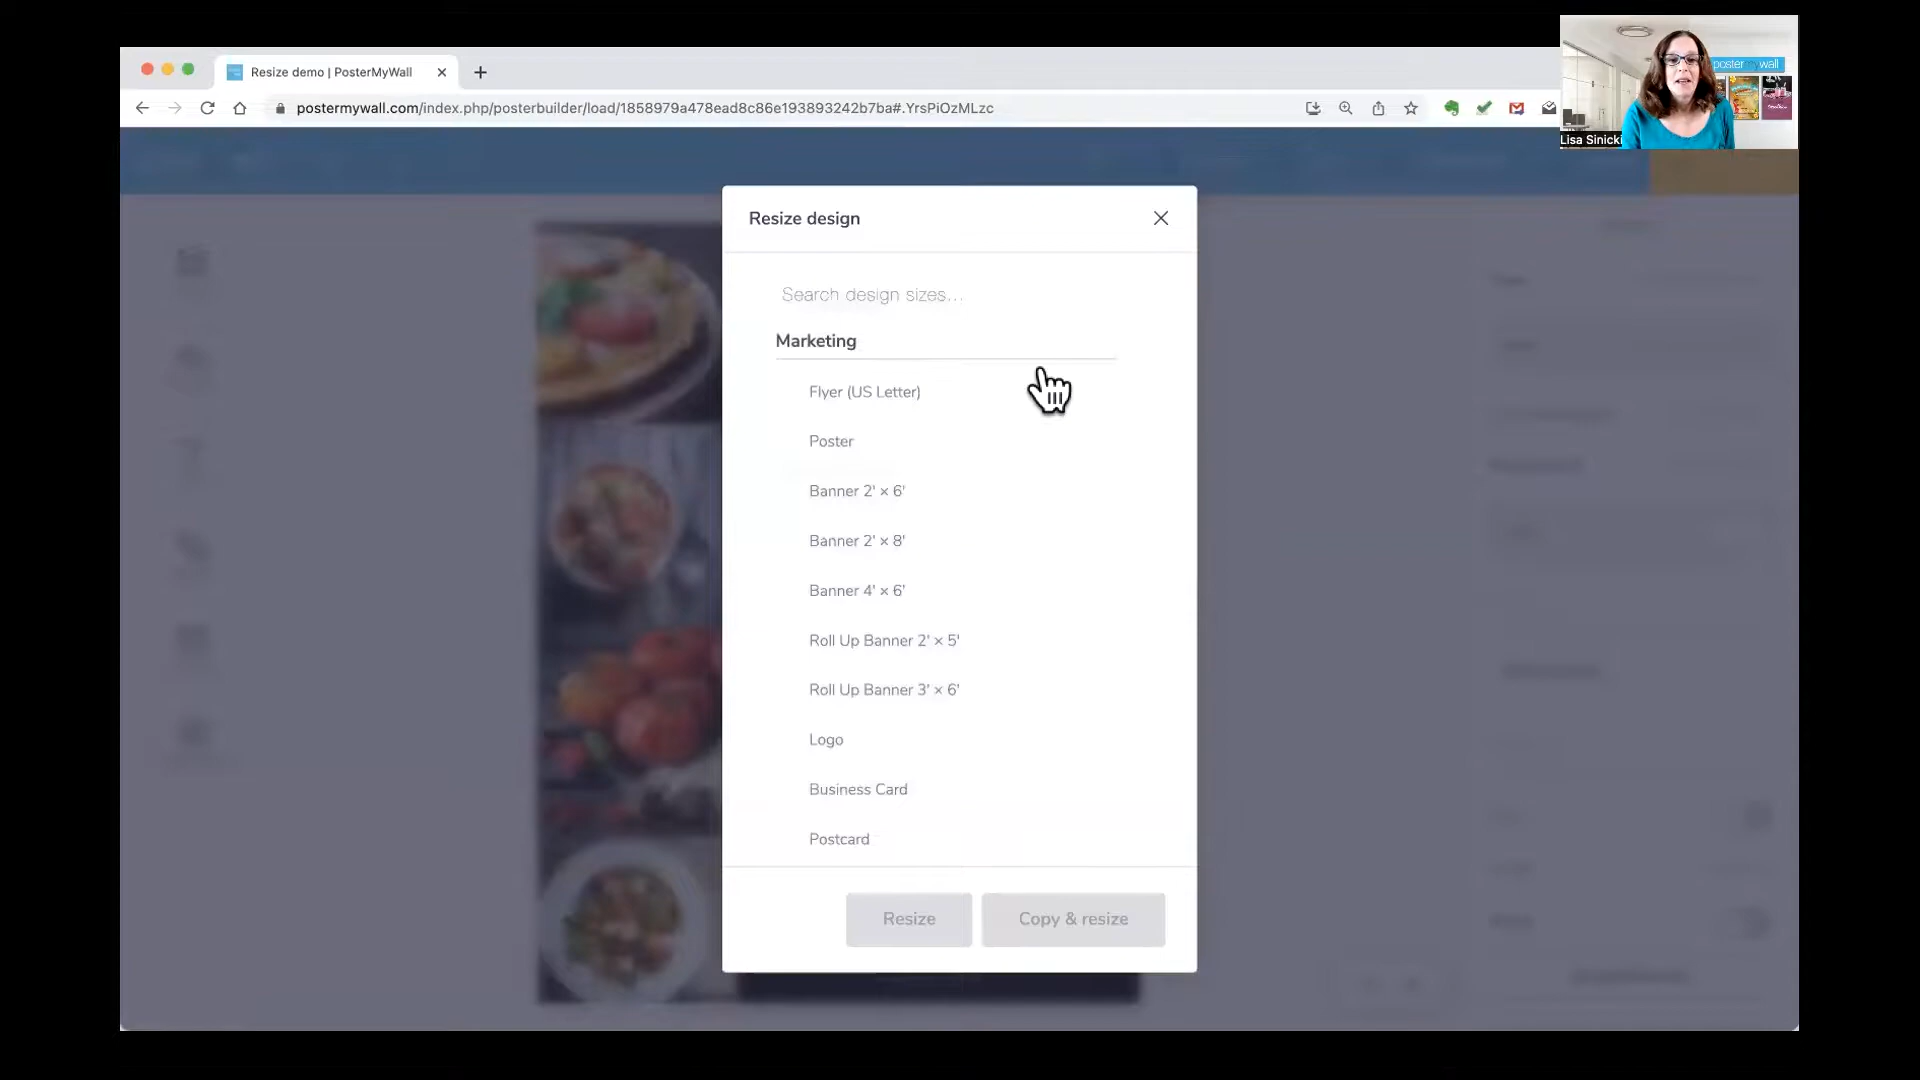 Resize demo | PosterMyWall
postermywall.com/index.php/posterbuilder/load/1858979a478ead8c86e193893242b7ba#.YrsPiOzMLzc
postermywall
Lisa Sinicki
Resize design
Search design sizes...
Marketing
Flyer (US Letter)
Poster
Banner 2' × 6'
Banner 2' × 8'
Banner 4' × 6'
Roll Up Banner 2' × 5'
Roll Up Banner 3' × 6'
Logo
Business Card
Postcard
Resize
Copy & resize